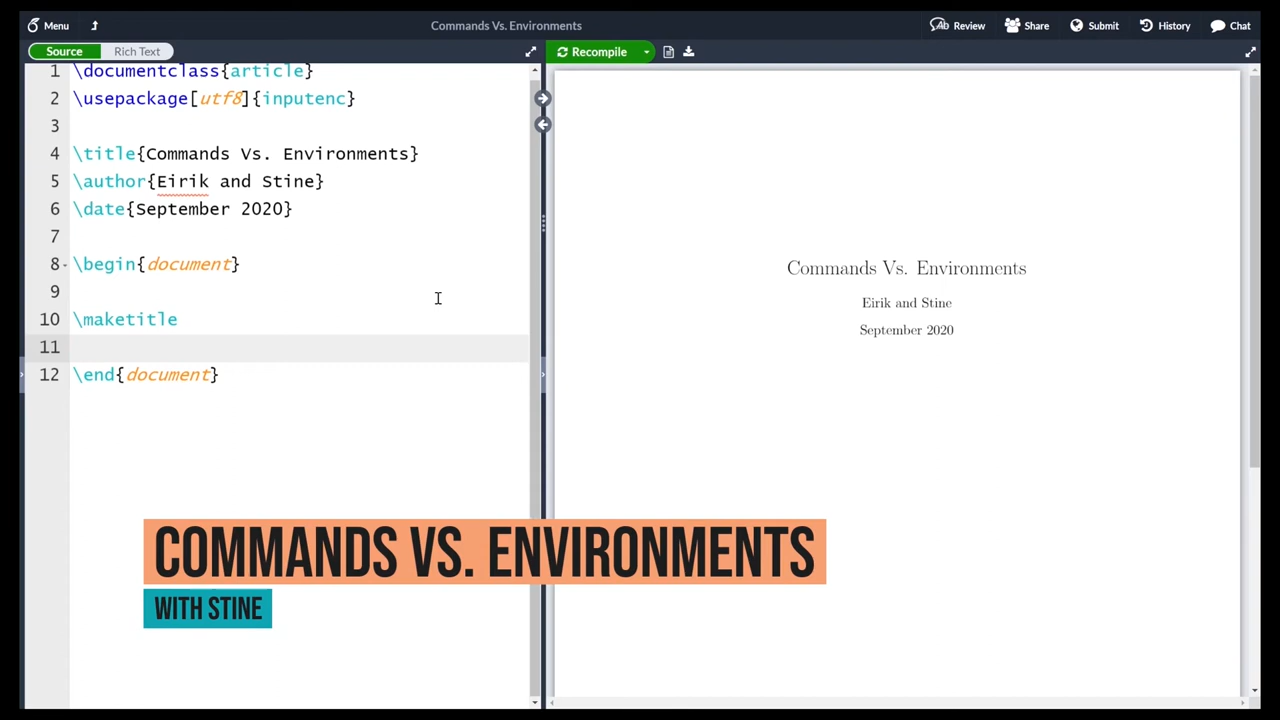 Menu
Commands Vs. Environments
Review
Share
Submit
History
Chat
Source
Rich Text
Recompile
1 \documentclass{article}
2 \usepackage[utf8]{inputenc}
3
4 \title{Commands Vs. Environments}
5 \author{Eirik and Stine}
6 \date{September 2020}
7
8 \begin{document}
9
10 \maketitle
11
12 \end{document}
Commands Vs. Environments
Eirik and Stine
September 2020
COMMANDS VS. ENVIRONMENTS
WITH STINE